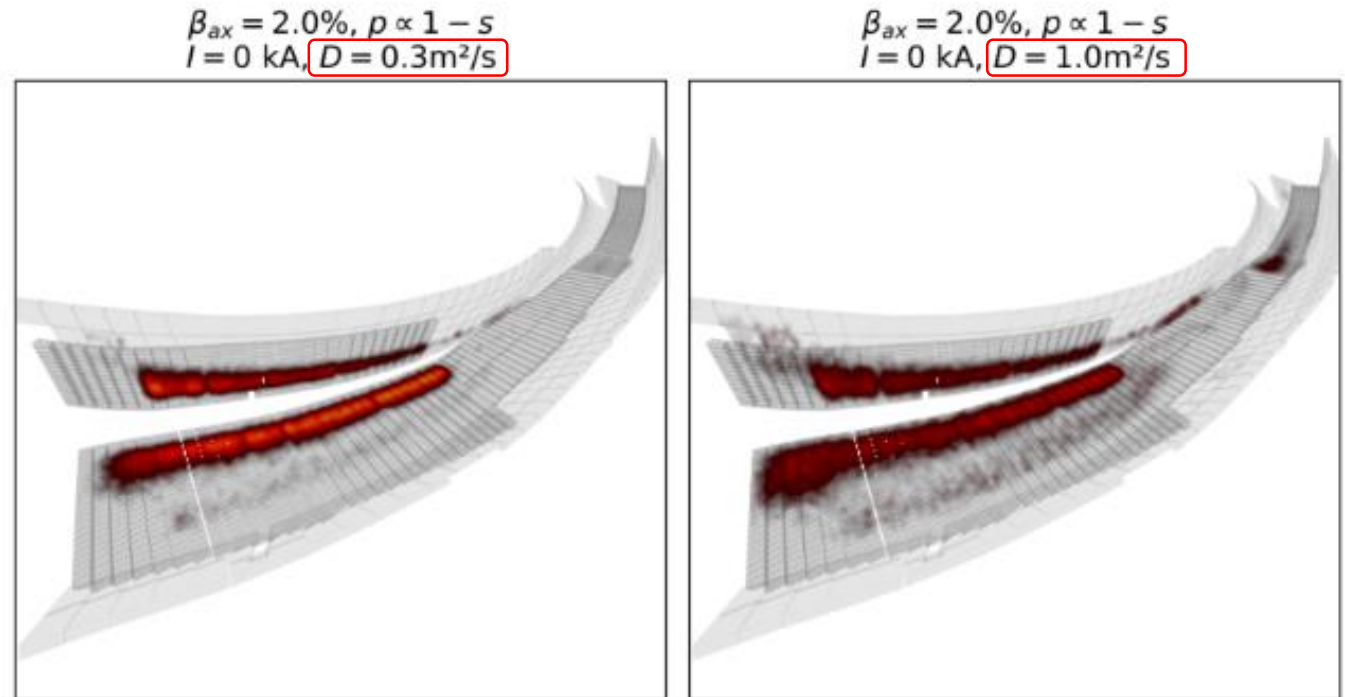 β_ax = 2.0%, p ∝ 1 − s
I = 0 kA, D = 0.3m²/s
β_ax = 2.0%, p ∝ 1 − s
I = 0 kA, D = 1.0m²/s